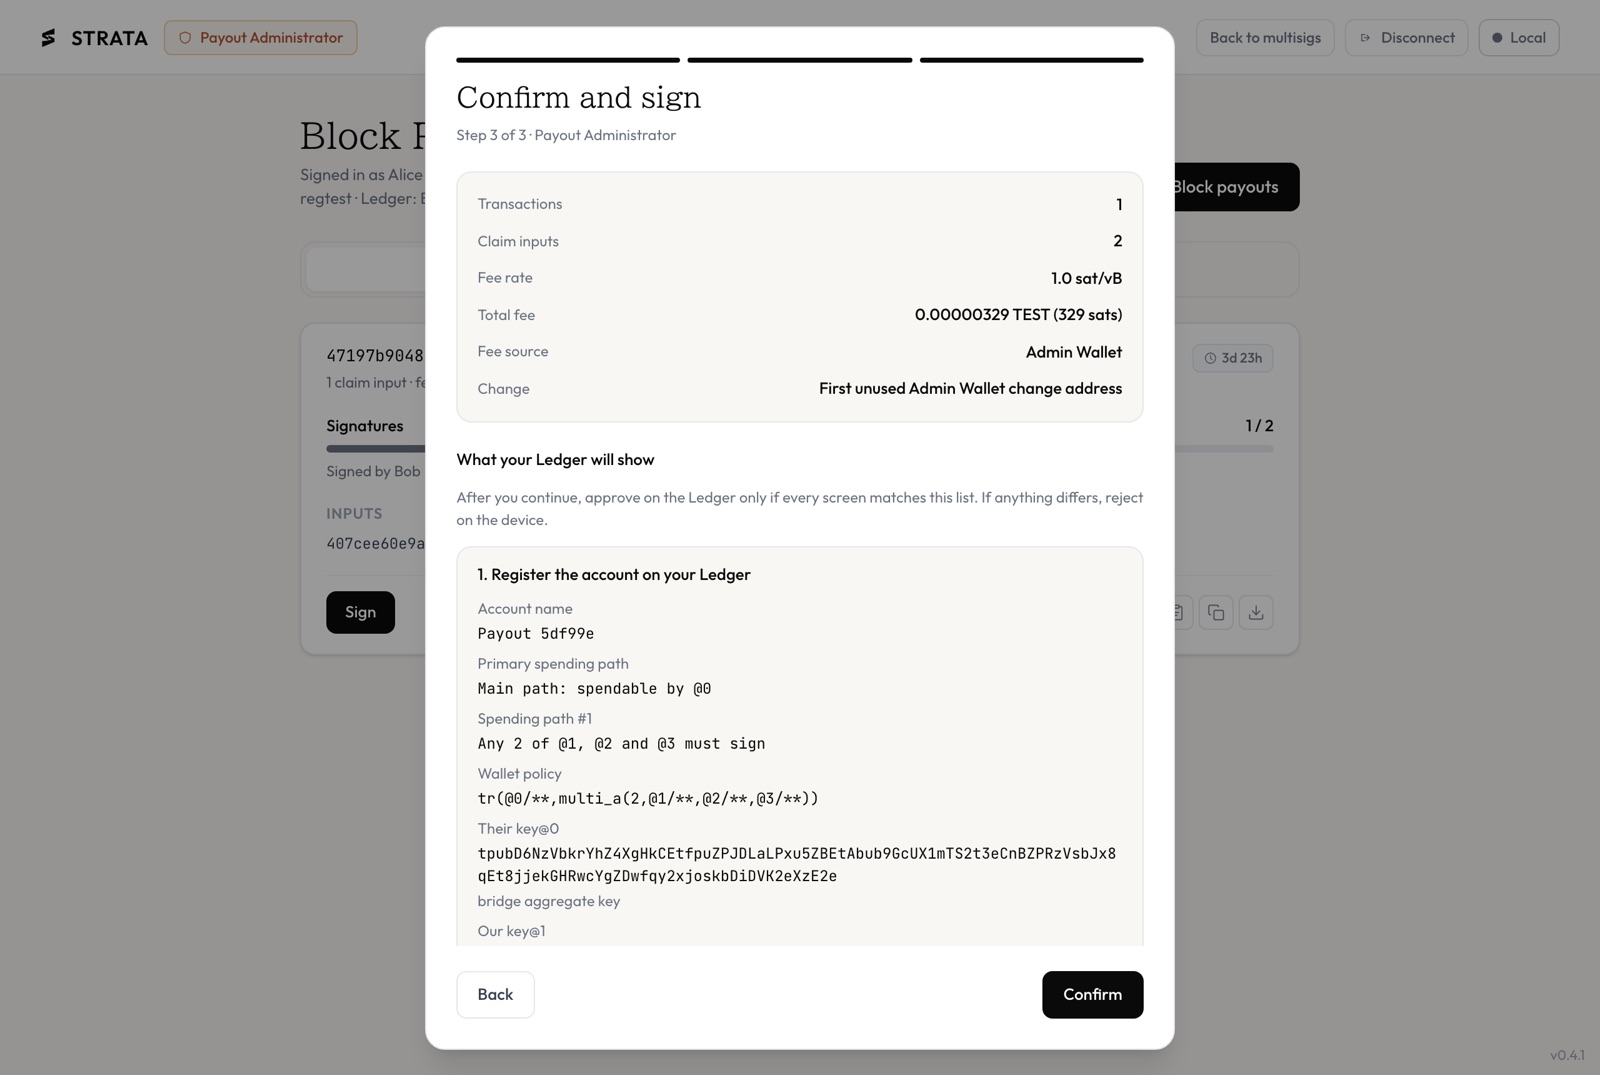 STRATA
Payout Administrator
Back to multisigs
Disconnect
Local
Block
Signed in as Alice
regtest · Ledger:
Block payouts
47197b9048
1 claim input ·
3d 23h
Signatures
1 / 2
Signed by Bob
INPUTS
407cee60e9a
Sign
Confirm and sign
Step 3 of 3 · Payout Administrator
Transactions 1
Claim inputs 2
Fee rate 1.0 sat/vB
Total fee 0.00000329 TEST (329 sats)
Fee source Admin Wallet
Change First unused Admin Wallet change address
What your Ledger will show
After you continue, approve on the Ledger only if every screen matches this list. If anything differs, reject
on the device.
1. Register the account on your Ledger
Account name
Payout 5df99e
Primary spending path
Main path: spendable by @0
Spending path #1
Any 2 of @1, @2 and @3 must sign
Wallet policy
tr(@0/**,multi_a(2,@1/**,@2/**,@3/**))
Their key@0
tpubD6NzVbkrYhZ4XgHkCEtfpuZPJDLaLPxu5ZBEtAbub9GcUX1mTS2t3eCnBZPRzVsbJx8
qEt8jjekGHRwcYgZDwfqy2xjoskbDiDVK2eXzE2e
bridge aggregate key
Our key@1
Back
Confirm
v0.4.1